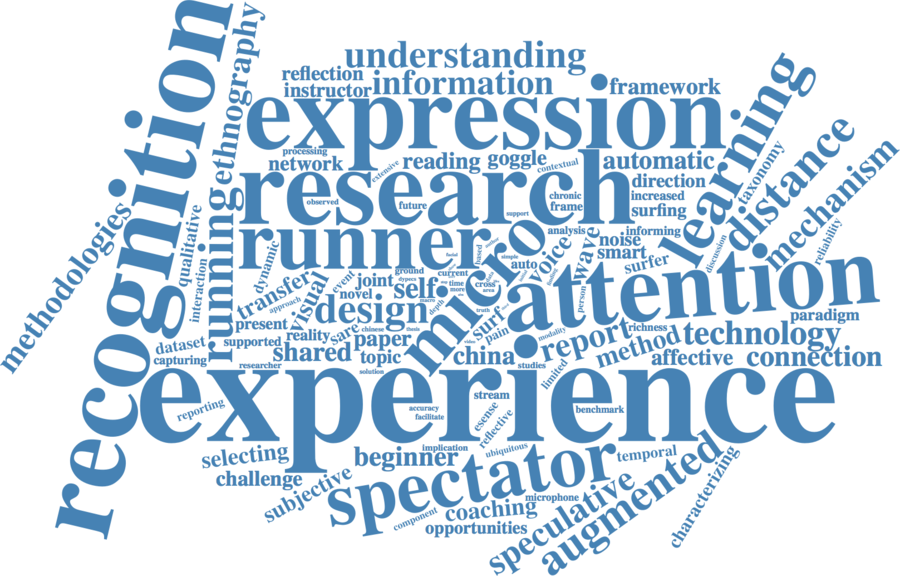 understanding
reflection
information
instructor
framework
expression
recognition
ethnography
processing
network
reading
goggle
contextual
automatic
extensive
research
learning
taxonomy
distance
mechanism
direction
chronic
increased
observed
future
frame
surfing
support
methodologies
qualitative
interaction
running
runner
micro
voice
wave
analysis
informing
noise
smart
surfer
discussion
reliability
dynamic
transfer
approach
visual
event
joint
ground
novel
self
current
time
more
auto
simple
cross
area
truth
depth
person
attention
design
surf
pain
present
reality
sare
chinese
thesis
paper
dataset
supported
capturing
shared
topic
researcher
solution
china
studies
video
modality
limited
report
richness
method
technology
paradigm
affective
connection
experience
stream
reporting
accuracy
facilitate
esense
reflective
benchmark
selecting
beginner
implication
ubiquitous
challenge
subjective
spectator
temporal
augmented
speculative
characterizing
component
coaching
microphone
opportunities